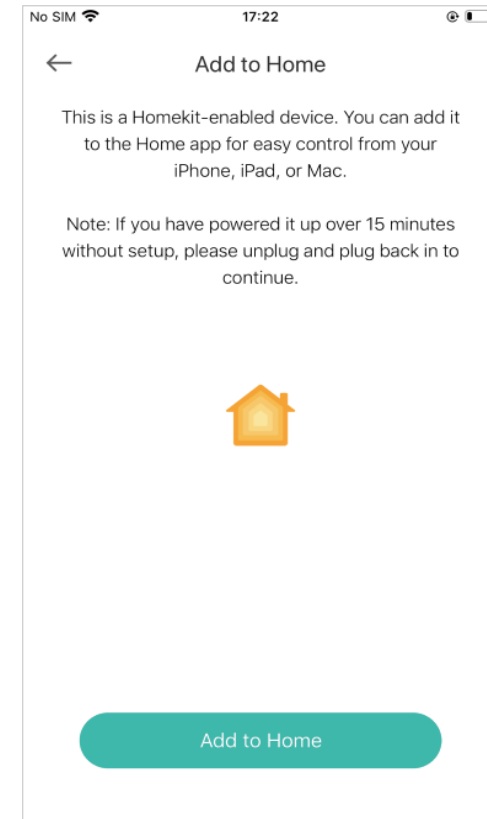 No SIM 17:22
Add to Home
This is a Homekit-enabled device. You can add it
to the Home app for easy control from your
iPhone, iPad, or Mac.
Note: If you have powered it up over 15 minutes
without setup, please unplug and plug back in to
continue.
Add to Home